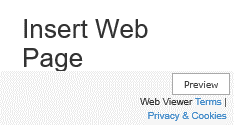 Insert Web
Page
Preview
Web Viewer Terms |
Privacy & Cookies